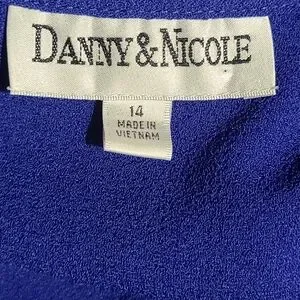 DANNY & NICOLE
14
MADE IN
VIETNAM